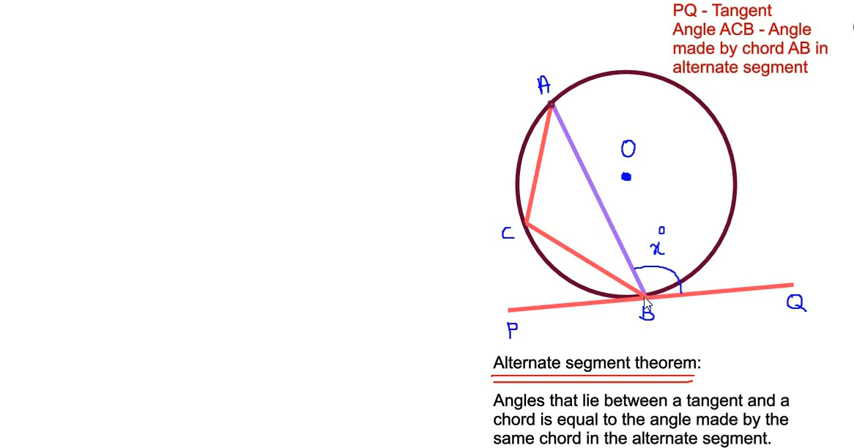 PQ - Tangent
Angle ACB - Angle
made by chord AB in
alternate segment
A
O
C
x°
B
Q
P
Alternate segment theorem:
Angles that lie between a tangent and a
chord is equal to the angle made by the
same chord in the alternate segment.